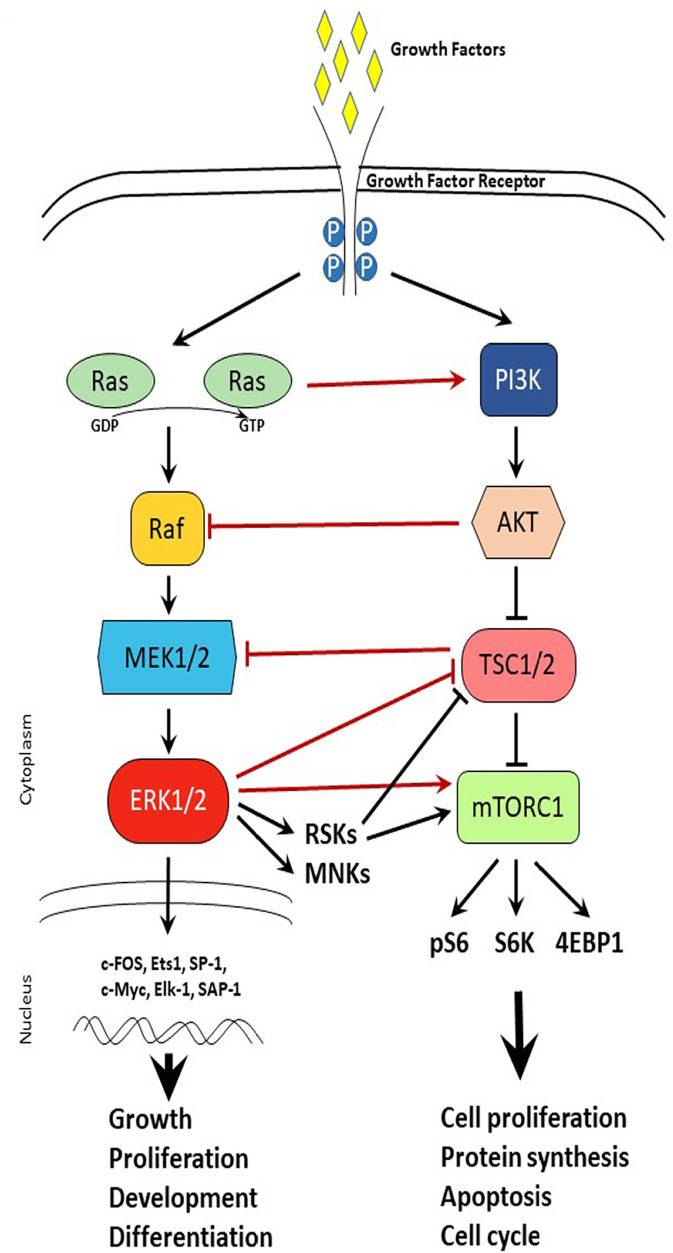 Growth Factors
Growth Factor Receptor
P P
P P
Ras
Ras
PI3K
GDP
GTP
Raf
AKT
MEK1/2
TSC1/2
Cytoplasm
ERK1/2
mTORC1
RSKs
MNKs
pS6 S6K 4EBP1
Nucleus
c-FOS, Ets1, SP-1,
c-Myc, Elk-1, SAP-1
Growth
Proliferation
Development
Differentiation
Cell proliferation
Protein synthesis
Apoptosis
Cell cycle